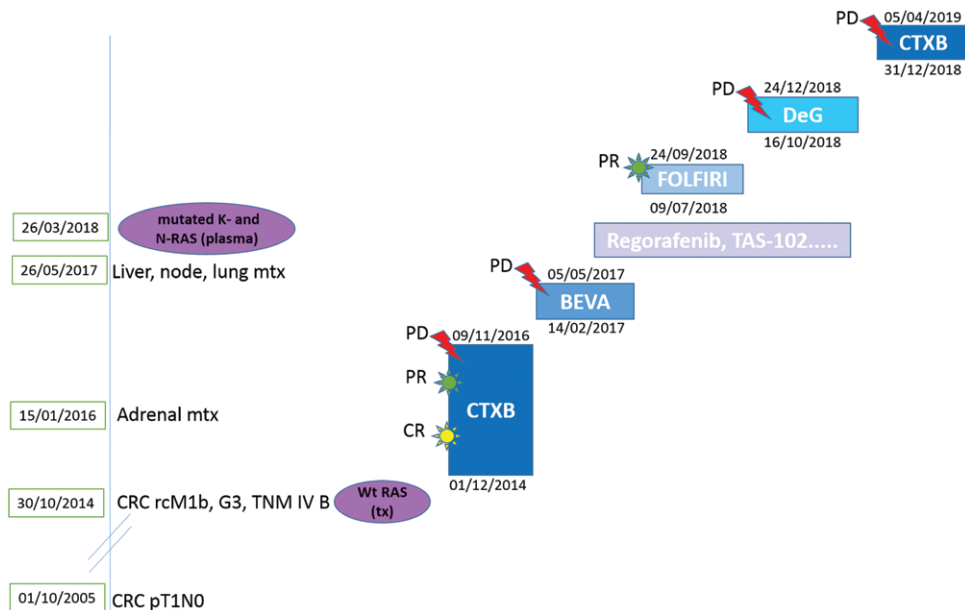 PD
05/04/2019
CTXB
31/12/2018
PD
24/12/2018
DeG
16/10/2018
PR
24/09/2018
FOLFIRI
09/07/2018
26/03/2018
mutated K- and
N-RAS (plasma)
Regorafenib, TAS-102.....
26/05/2017
Liver, node, lung mtx
PD
05/05/2017
BEVA
14/02/2017
PD
09/11/2016
PR
CTXB
CR
01/12/2014
15/01/2016
Adrenal mtx
30/10/2014
CRC rcM1b, G3, TNM IV B
Wt RAS
(tx)
01/10/2005
CRC pT1N0